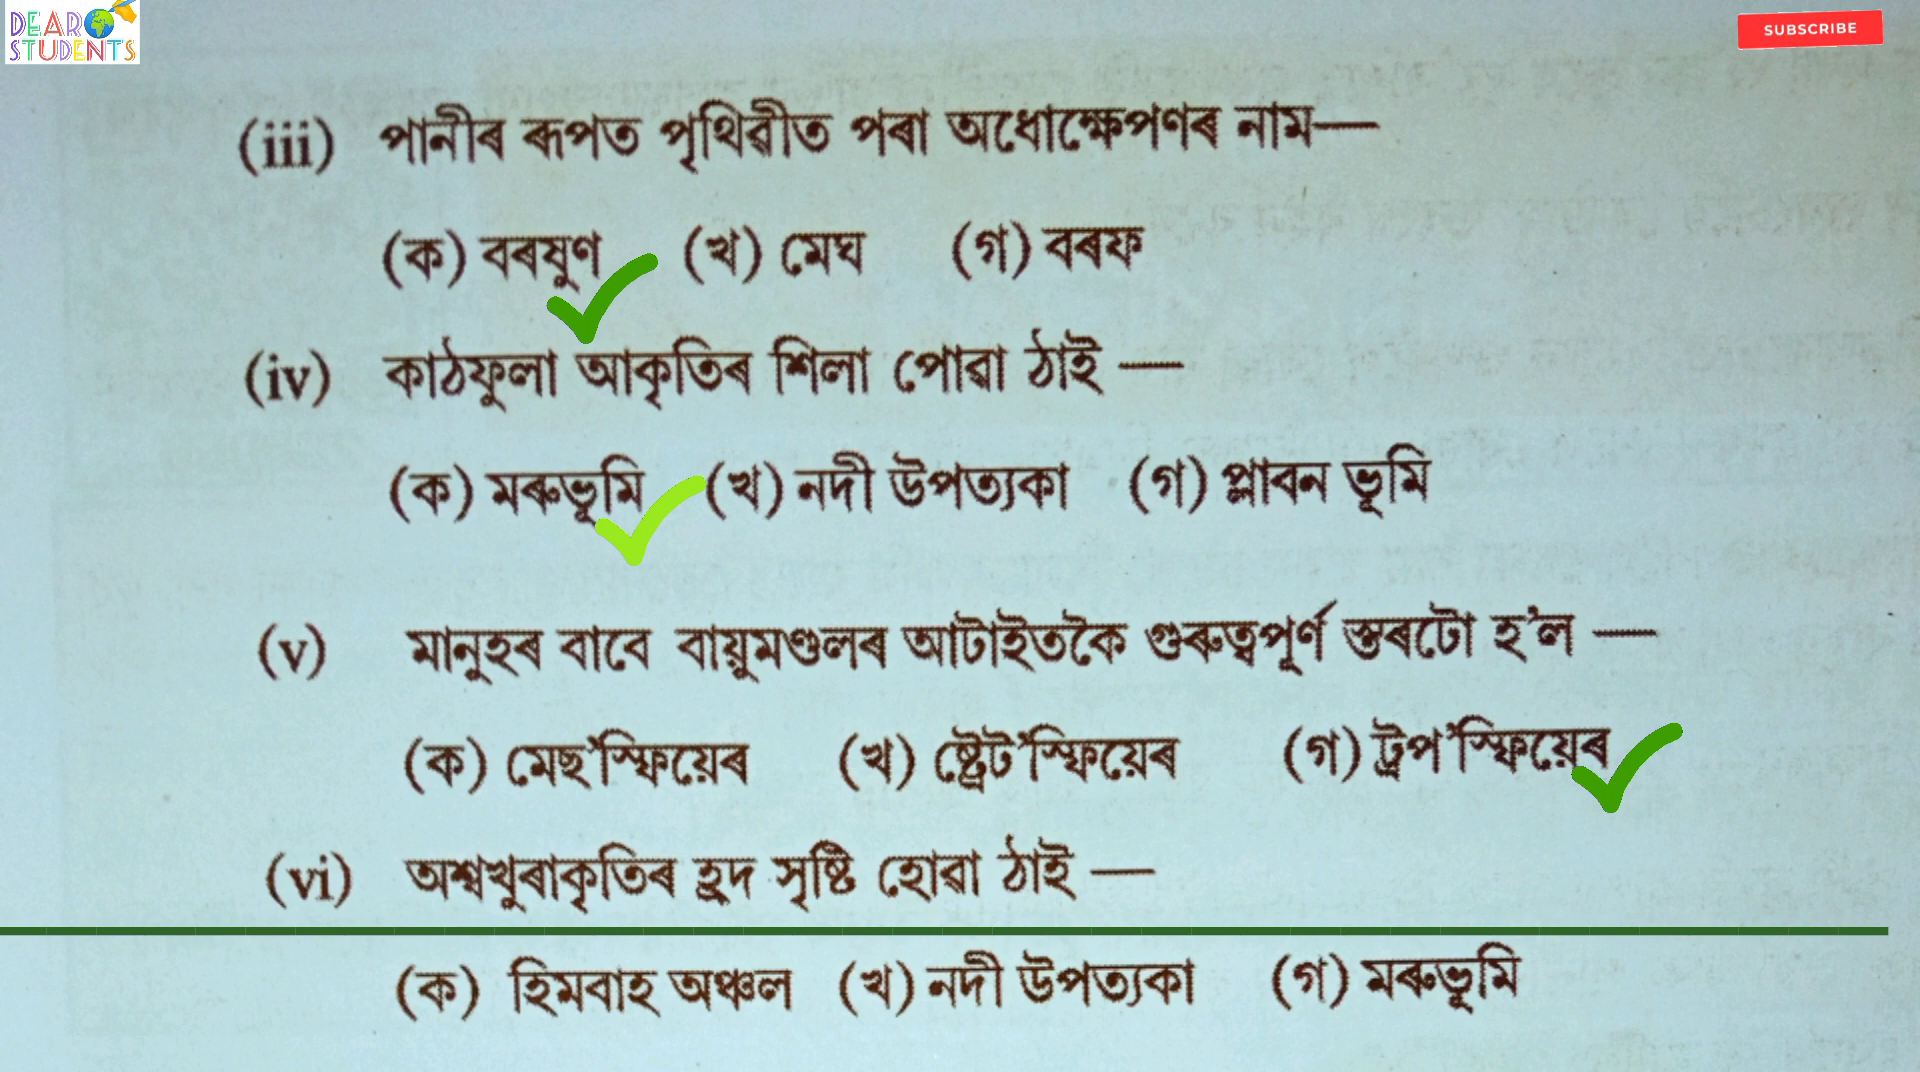 DEAR
STUDENTS
SUBSCRIBE
(iii) পানীৰ ৰূপত পৃথিৱীত পৰা অধোক্ষেপণৰ নাম—
(ক) বৰষুণ (খ) মেঘ (গ) বৰফ
(iv) কাঠফুলা আকৃতিৰ শিলা পোৱা ঠাই —
(ক) মৰুভূমি (খ) নদী উপত্যকা (গ) প্লাবন ভূমি
(v) মানুহৰ বাবে বায়ুমণ্ডলৰ আটাইতকৈ গুৰুত্বপূৰ্ণ স্তৰটো হ'ল —
(ক) মেছ'স্ফিয়েৰ (খ) ষ্ট্ৰেট'স্ফিয়েৰ (গ) ট্ৰপ'স্ফিয়েৰ
(vi) অশ্বখুৰাকৃতিৰ হ্ৰদ সৃষ্টি হোৱা ঠাই —
(ক) হিমবাহ অঞ্চল (খ) নদী উপত্যকা (গ) মৰুভূমি